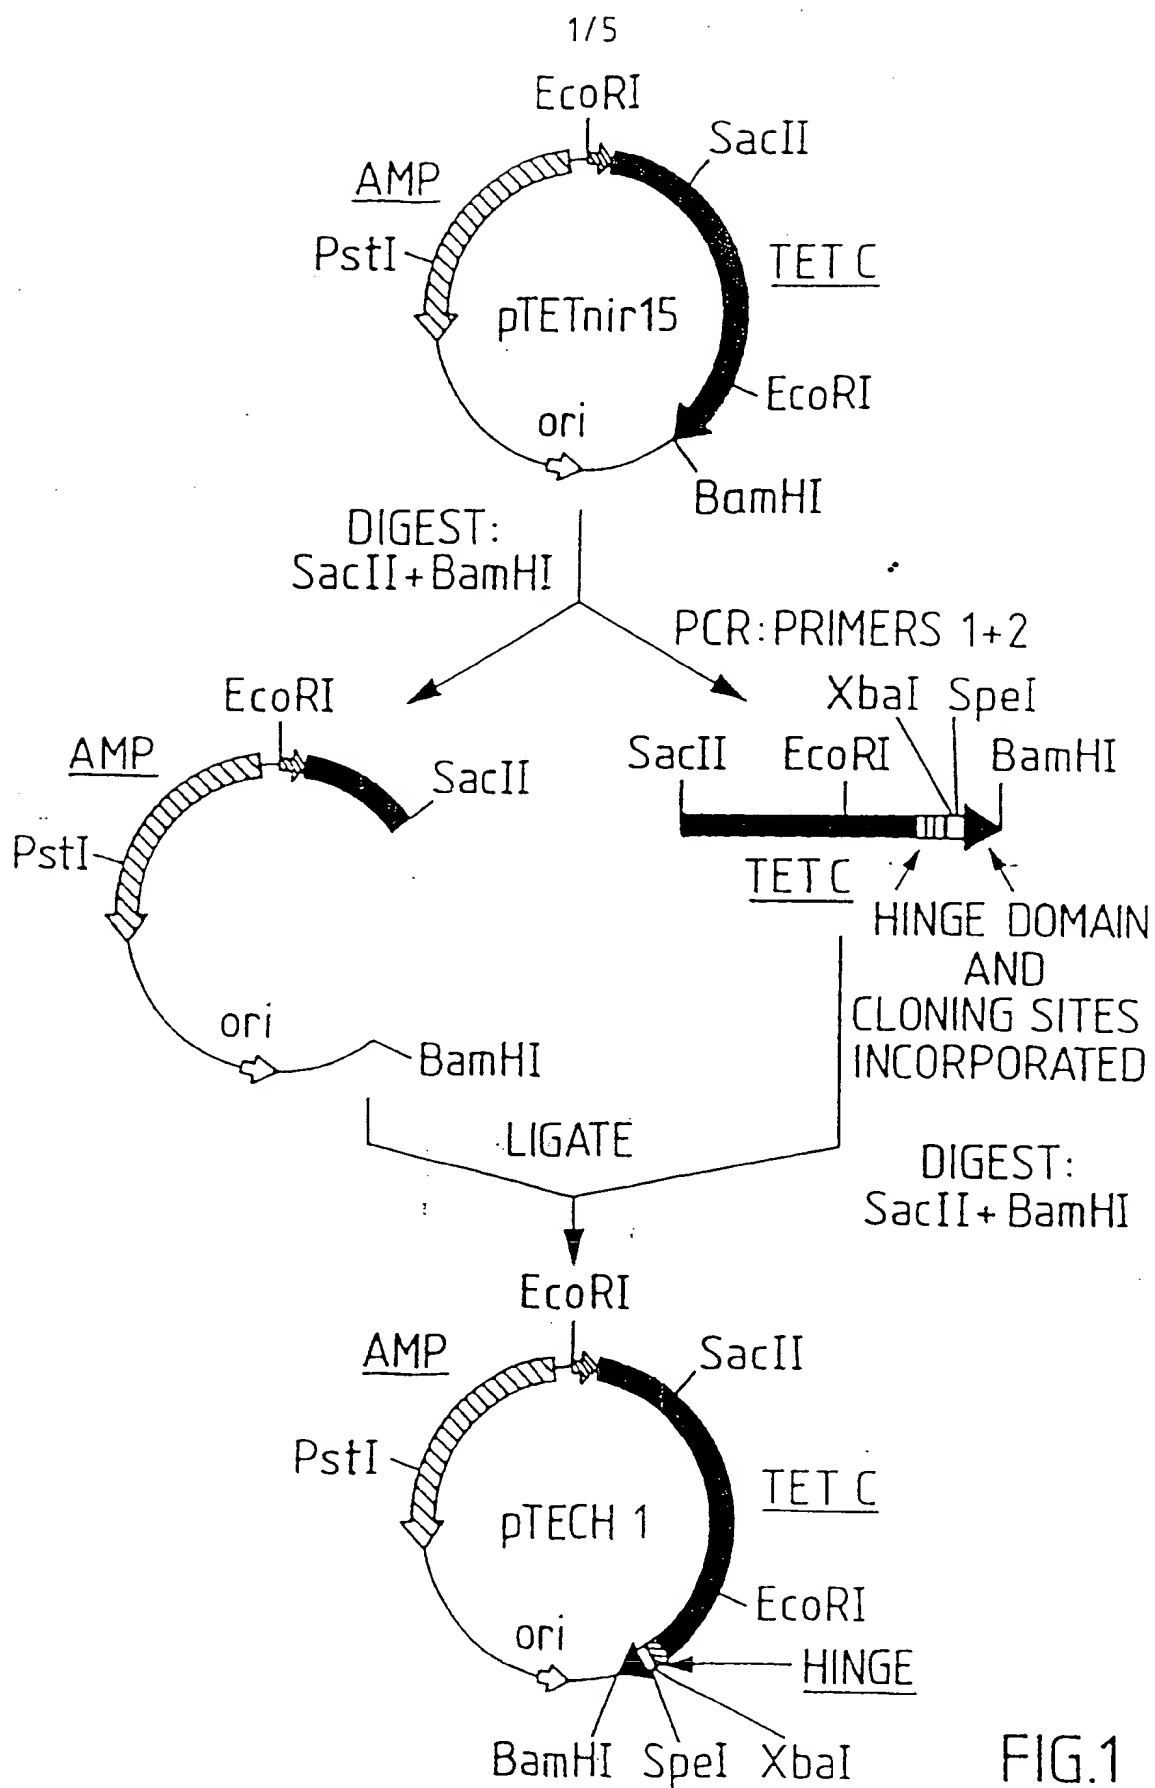 1/5
EcoRI
SacII
AMP
PstI
TET C
pTETnir15
EcoRI
ori
BamHI
DIGEST:
SacII+BamHI
PCR:PRIMERS 1+2
EcoRI
XbaI SpeI
AMP
SacII
SacII EcoRI BamHI
PstI
TET C
HINGE DOMAIN
AND
CLONING SITES
INCORPORATED
ori
BamHI
LIGATE
DIGEST:
SacII+BamHI
EcoRI
AMP
SacII
PstI
TET C
pTECH 1
EcoRI
ori
HINGE
BamHI SpeI XbaI
FIG.1